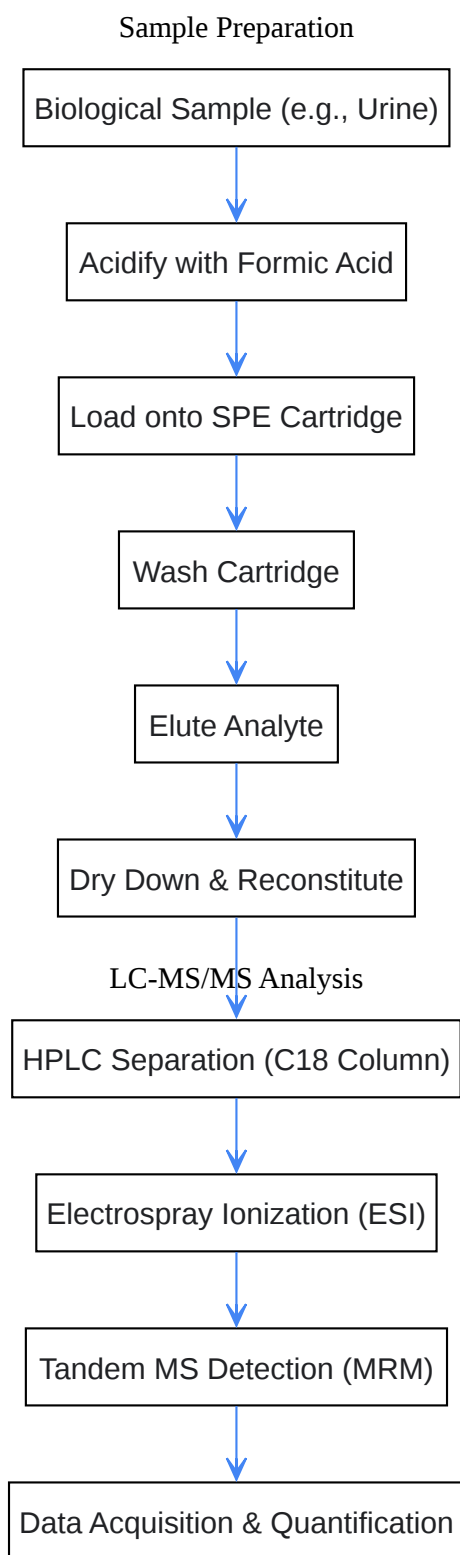 Sample Preparation
Biological Sample (e.g., Urine)
Acidify with Formic Acid
Load onto SPE Cartridge
Wash Cartridge
Elute Analyte
Dry Down & Reconstitute
LC-MS/MS Analysis
HPLC Separation (C18 Column)
Electrospray Ionization (ESI)
Tandem MS Detection (MRM)
Data Acquisition & Quantification